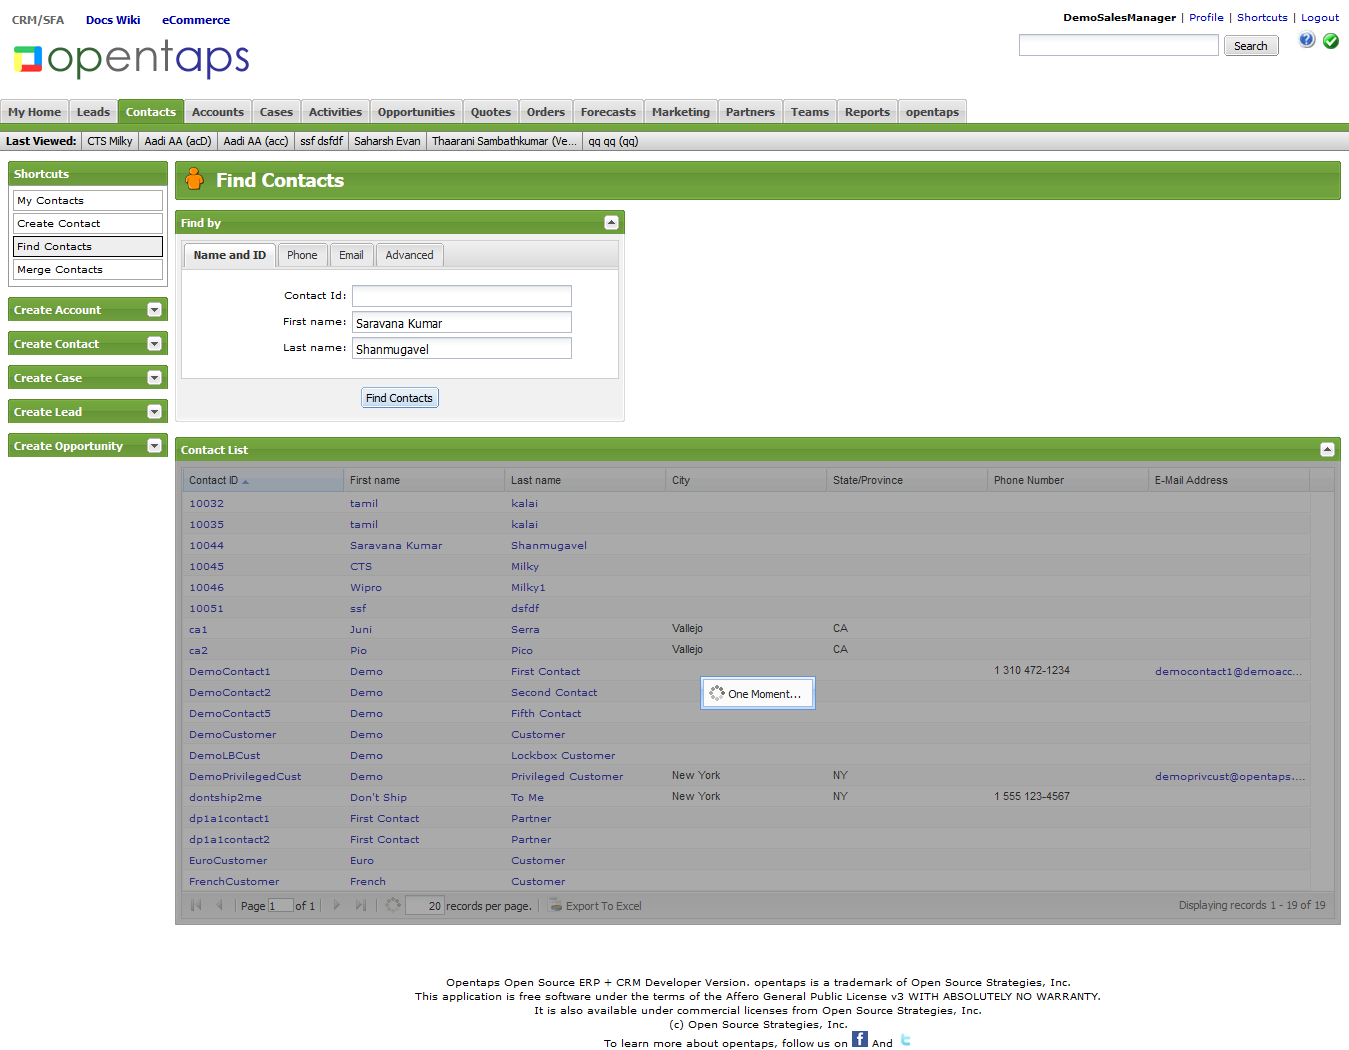 CRM/SFA Docs Wiki eCommerce
DemoSalesManager | Profile | Shortcuts | Logout
opentaps
Search
My Home Leads Contacts Accounts Cases Activities Opportunities Quotes Orders Forecasts Marketing Partners Teams Reports opentaps
Last Viewed: CTS Milky Aadi AA (acD) Aadi AA (acc) ssf dsfdf Saharsh Evan Thaarani Sambathkumar (Ve... qq qq (qq)
Shortcuts
My Contacts
Create Contact
Find Contacts
Merge Contacts
Create Account
Create Contact
Create Case
Create Lead
Create Opportunity
Find Contacts
Find by
Name and ID Phone Email Advanced
Contact Id:
First name: Saravana Kumar
Last name: Shanmugavel
Find Contacts
Contact List
Contact ID First name Last name City State/Province Phone Number E-Mail Address
10032 tamil kalai
10035 tamil kalai
10044 Saravana Kumar Shanmugavel
10045 CTS Milky
10046 Wipro Milky1
10051 ssf dsfdf
ca1 Juni Serra Vallejo CA
ca2 Pio Pico Vallejo CA
DemoContact1 Demo First Contact 1 310 472-1234 democontact1@demoacc...
DemoContact2 Demo Second Contact
One Moment...
DemoContact5 Demo Fifth Contact
DemoCustomer Demo Customer
DemoLBCust Demo Lockbox Customer
DemoPrivilegedCust Demo Privileged Customer New York NY demoprivcust@opentaps....
dontship2me Don't Ship To Me New York NY 1 555 123-4567
dp1a1contact1 First Contact Partner
dp1a1contact2 First Contact Partner
EuroCustomer Euro Customer
FrenchCustomer French Customer
Page 1 of 1 20 records per page. Export To Excel Displaying records 1 - 19 of 19
Opentaps Open Source ERP + CRM Developer Version. opentaps is a trademark of Open Source Strategies, Inc.
This application is free software under the terms of the Affero General Public License v3 WITH ABSOLUTELY NO WARRANTY.
It is also available under commercial licenses from Open Source Strategies, Inc.
(c) Open Source Strategies, Inc.
To learn more about opentaps, follow us on f And t